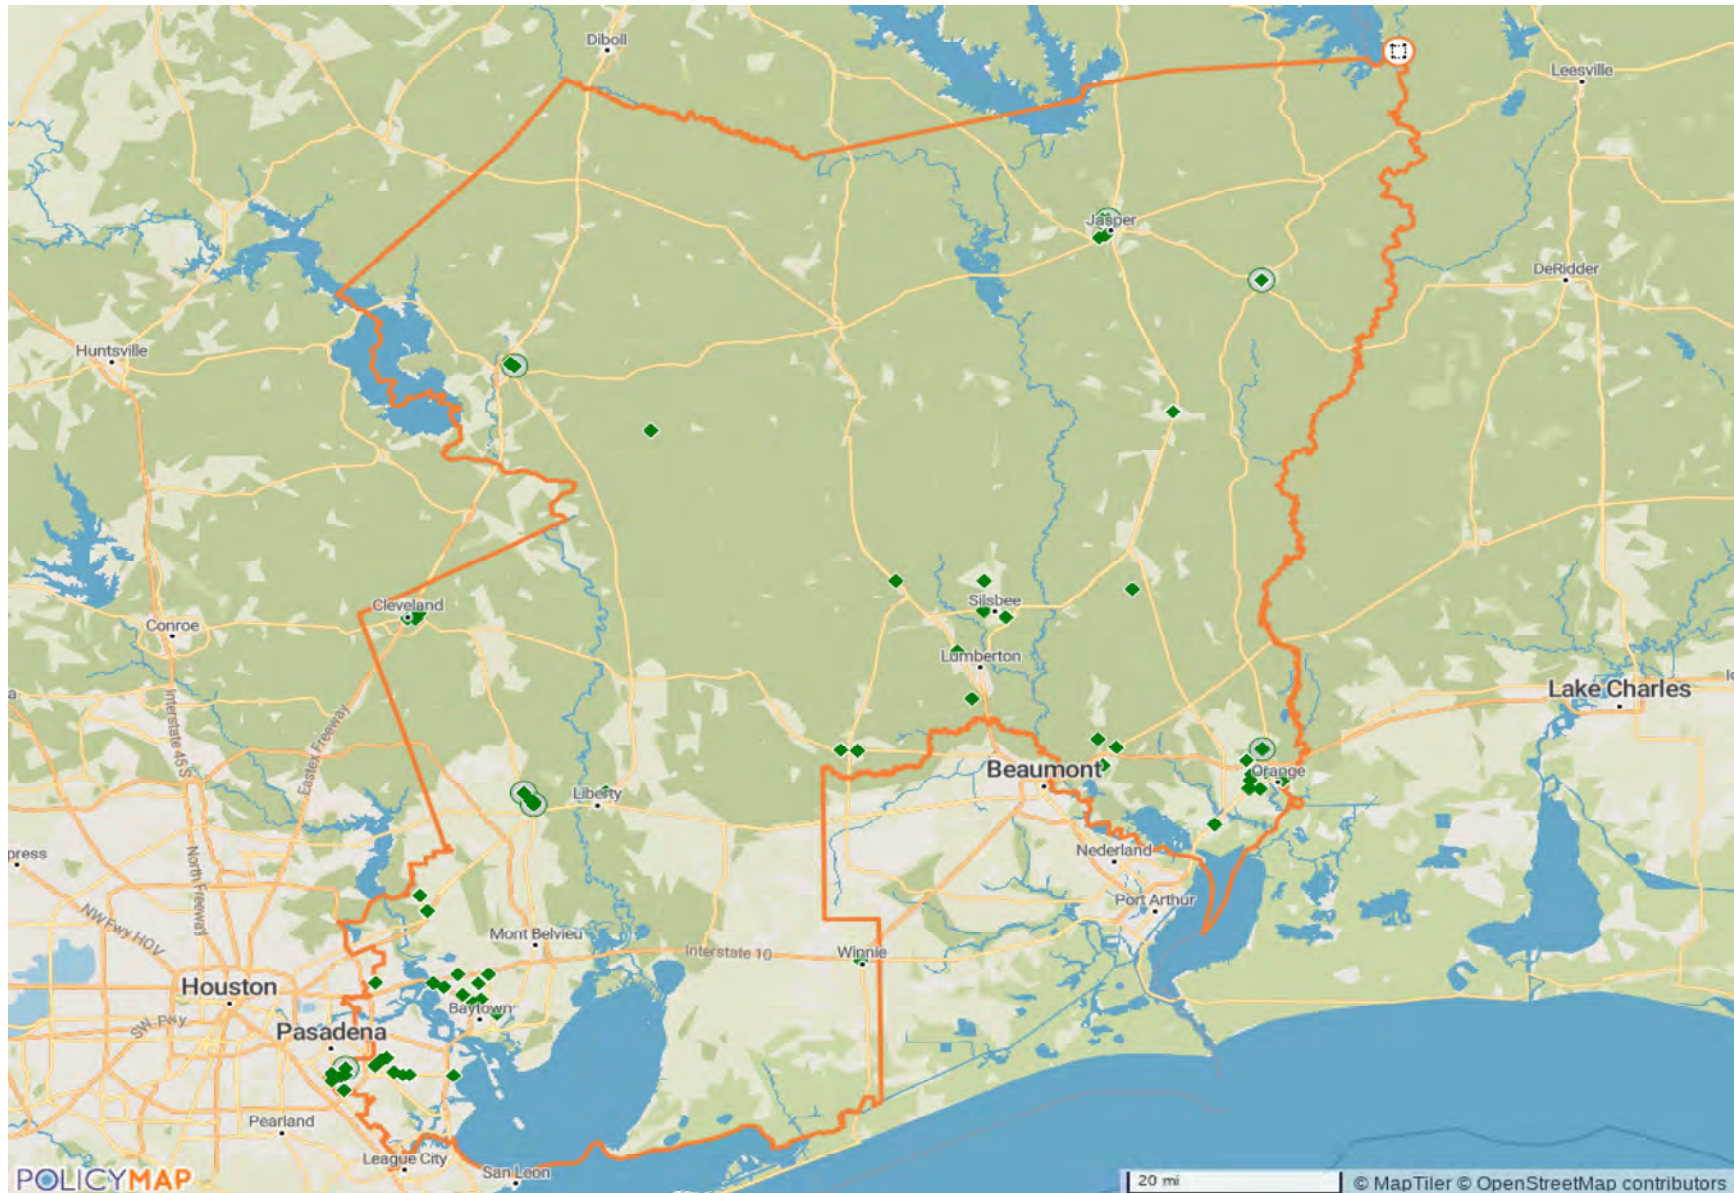 Diboll
Leesville
Jasper
DeRidder
Huntsville
Cleveland
Silsbee
Conroe
Lumberton
Lake Charles
Interstate 45 S
Eastex Freeway
Beaumont
Orange
Liberty
press
North Freeway
Nederland
NW Fwy HOV
Port Arthur
Mont Belvieu
Interstate 10
Winnie
Houston
Baytown
SW Fwy
Pasadena
Pearland
League City
San Leon
POLICYMAP
20 mi
© MapTiler © OpenStreetMap contributors